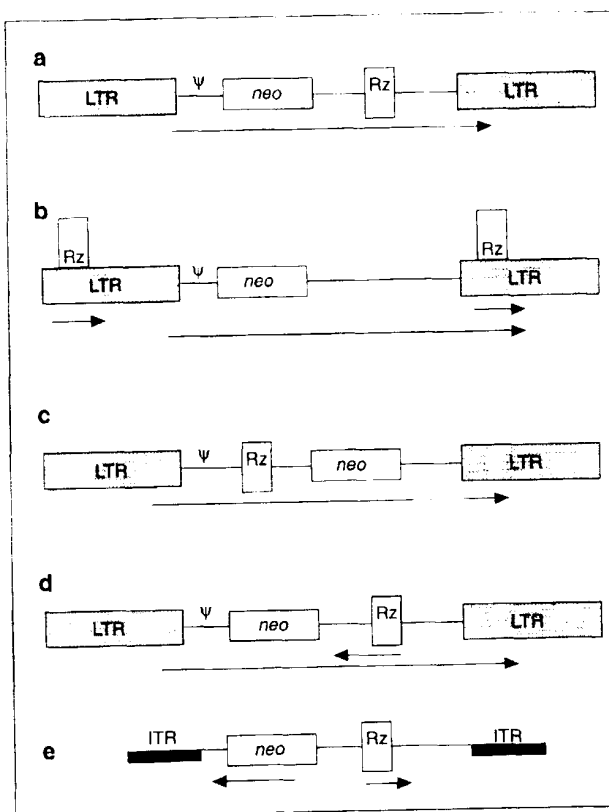 a
LTR ψ neo Rz LTR
b
Rz LTR ψ neo Rz LTR
c
LTR ψ Rz neo LTR
d
LTR ψ neo Rz LTR
e
ITR neo Rz ITR